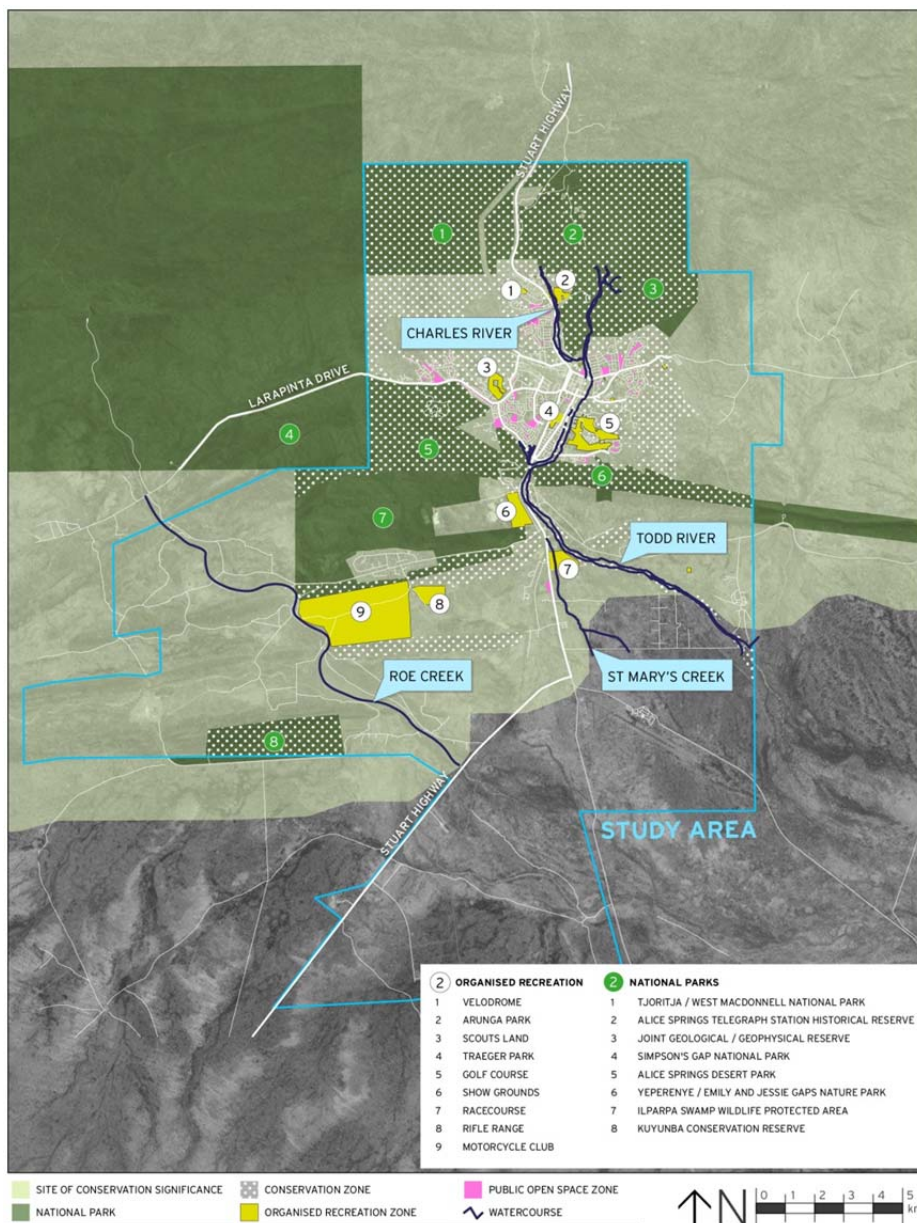 STUART HIGHWAY
1
2
3
1
2
CHARLES RIVER
3
LARAPINTA DRIVE
4
5
4
5
6
7
6
TODD RIVER
7
8
9
ROE CREEK
ST MARY'S CREEK
8
STUART HIGHWAY
STUDY AREA
2 ORGANISED RECREATION
1 VELODROME
2 ARUNGA PARK
3 SCOUTS LAND
4 TRAEGER PARK
5 GOLF COURSE
6 SHOW GROUNDS
7 RACECOURSE
8 RIFLE RANGE
9 MOTORCYCLE CLUB
2 NATIONAL PARKS
1 TJORITJA / WEST MACDONNELL NATIONAL PARK
2 ALICE SPRINGS TELEGRAPH STATION HISTORICAL RESERVE
3 JOINT GEOLOGICAL / GEOPHYSICAL RESERVE
4 SIMPSON'S GAP NATIONAL PARK
5 ALICE SPRINGS DESERT PARK
6 YEPERENYE / EMILY AND JESSIE GAPS NATURE PARK
7 ILPARPA SWAMP WILDLIFE PROTECTED AREA
8 KUYUNBA CONSERVATION RESERVE
SITE OF CONSERVATION SIGNIFICANCE
NATIONAL PARK
CONSERVATION ZONE
ORGANISED RECREATION ZONE
PUBLIC OPEN SPACE ZONE
WATERCOURSE
N
0 1 2 3 4 5
km